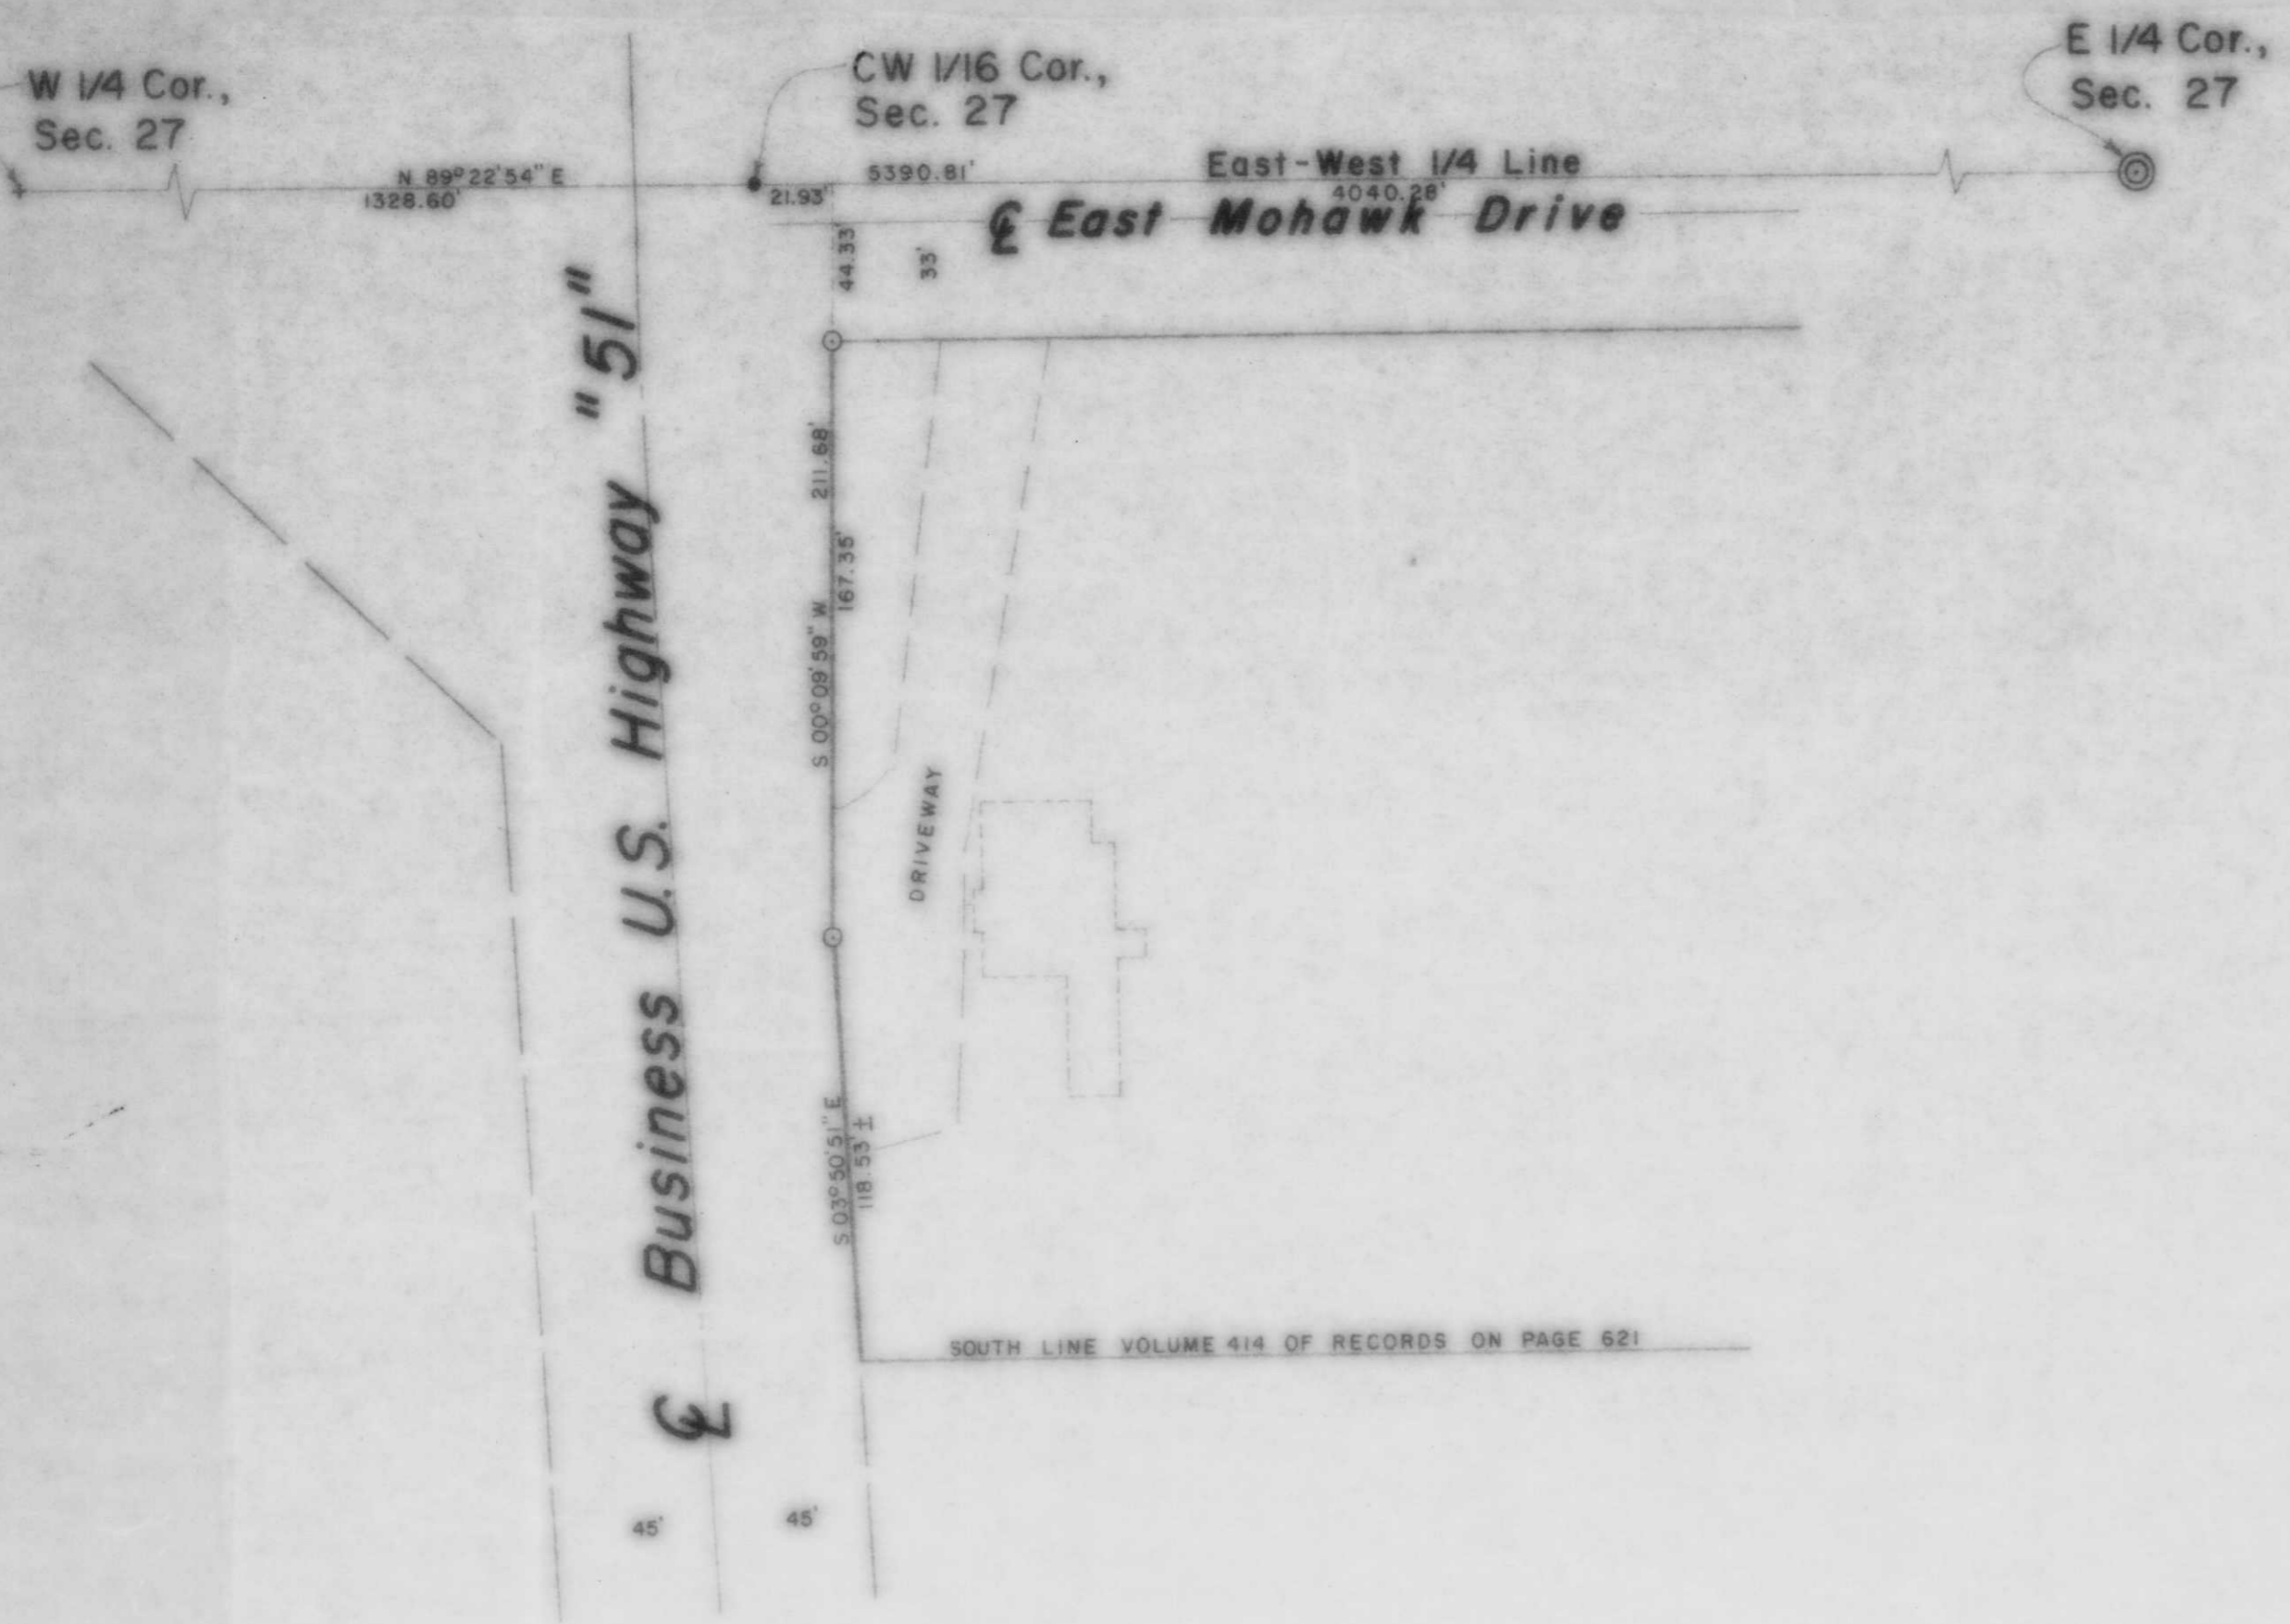 W 1/4 Cor.,
Sec. 27
CW 1/16 Cor.,
Sec. 27
E 1/4 Cor.,
Sec. 27
N 89° 22' 54" E
1328.60'
21.93'
5390.81'
East-West 1/4 Line
4040.28'
℄ East Mohawk Drive
44.33'
33'
℄ Business U.S. Highway "51"
211.68'
167.35'
S 00° 09' 59" W
DRIVEWAY
S 03° 50' 51" E
118.53' ±
SOUTH LINE VOLUME 414 OF RECORDS ON PAGE 621
45'
45'